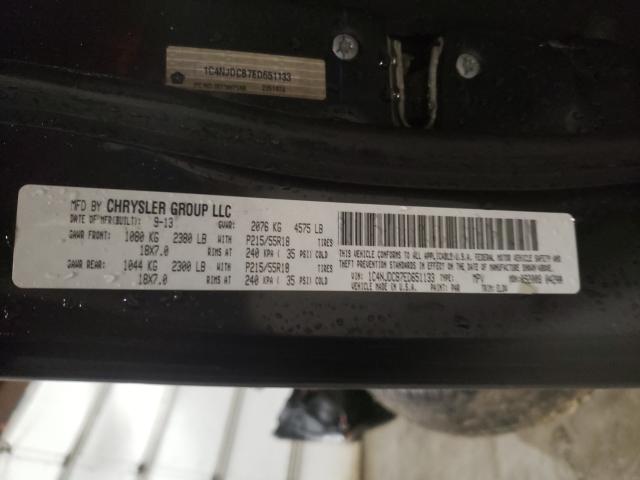 1C4NJDCB7ED651133
MFD BY CHRYSLER GROUP LLC
DATE OF MFR(BUILT): 9-13 GVWR: 2076 KG 4575 LB
GAWR FRONT: 1080 KG 2380 LB WITH P215/55R18 TIRES
18X7.0 RIMS AT 240 KPA ( 35 PSI) COLD
GAWR REAR: 1044 KG 2300 LB WITH P215/55R18 TIRES
18X7.0 RIMS AT 240 KPA ( 35 PSI) COLD
THIS VEHICLE CONFORMS TO ALL APPLICABLE-U.S.A. FEDERAL MOTOR VEHICLE SAFETY AND
THEFT PREVENTION STANDARDS IN EFFECT ON THE DATE OF MANUFACTURE SHOWN ABOVE.
VIN: 1C4NJDCB7ED651133 TYPE: MPV MDH:
VEHICLE MADE IN U.S.A. PAINT: PAR TRIM: